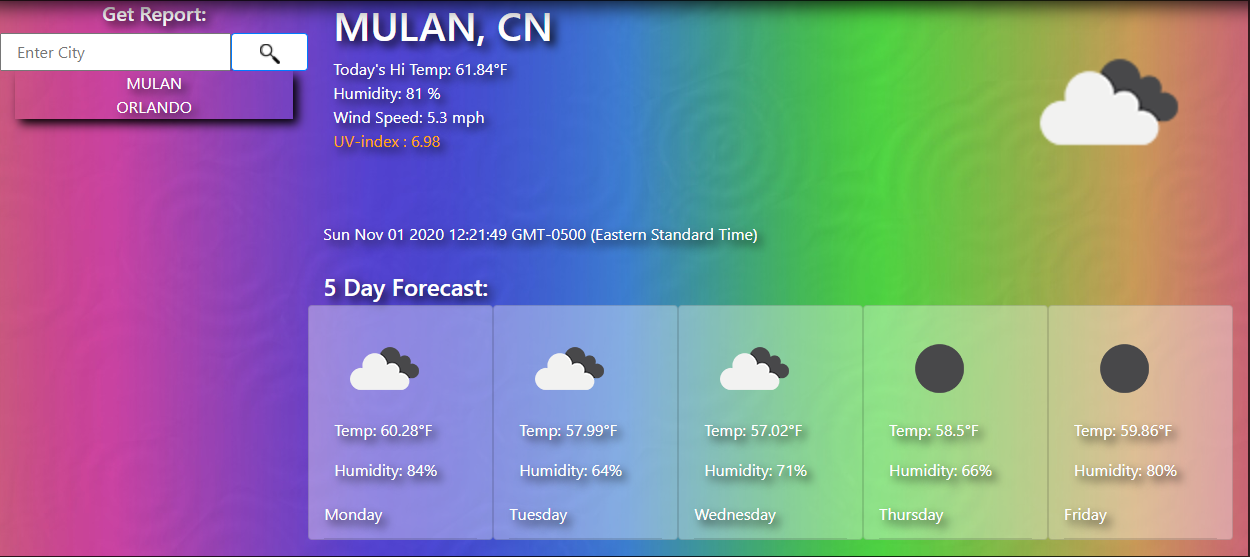 Get Report:
Enter City
MULAN
ORLANDO
MULAN, CN
Today's Hi Temp: 61.84°F
Humidity: 81 %
Wind Speed: 5.3 mph
UV-index : 6.98
Sun Nov 01 2020 12:21:49 GMT-0500 (Eastern Standard Time)
5 Day Forecast:
Temp: 60.28°F
Humidity: 84%
Monday
Temp: 57.99°F
Humidity: 64%
Tuesday
Temp: 57.02°F
Humidity: 71%
Wednesday
Temp: 58.5°F
Humidity: 66%
Thursday
Temp: 59.86°F
Humidity: 80%
Friday